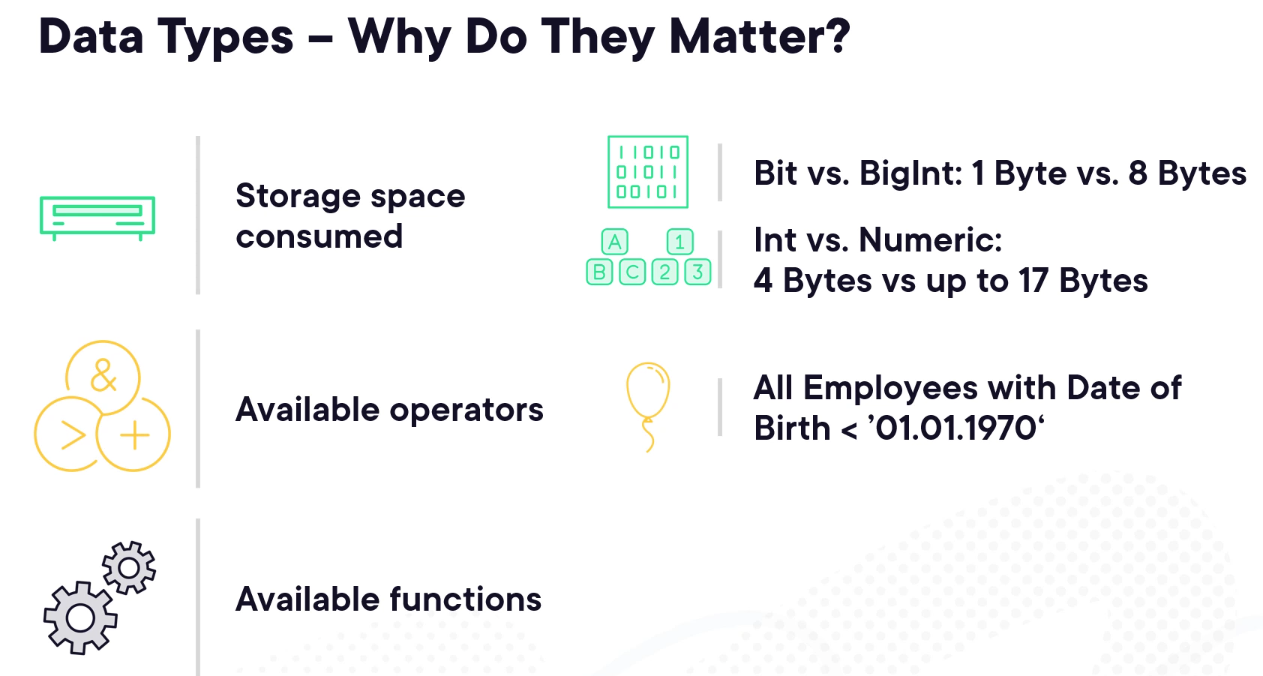 Data Types – Why Do They Matter?
Storage space
consumed
Bit vs. BigInt: 1 Byte vs. 8 Bytes
Int vs. Numeric:
4 Bytes vs up to 17 Bytes
11010
01011
00101
A 1
B C 2 3
&
> +
Available operators
All Employees with Date of
Birth < ’01.01.1970‘
Available functions